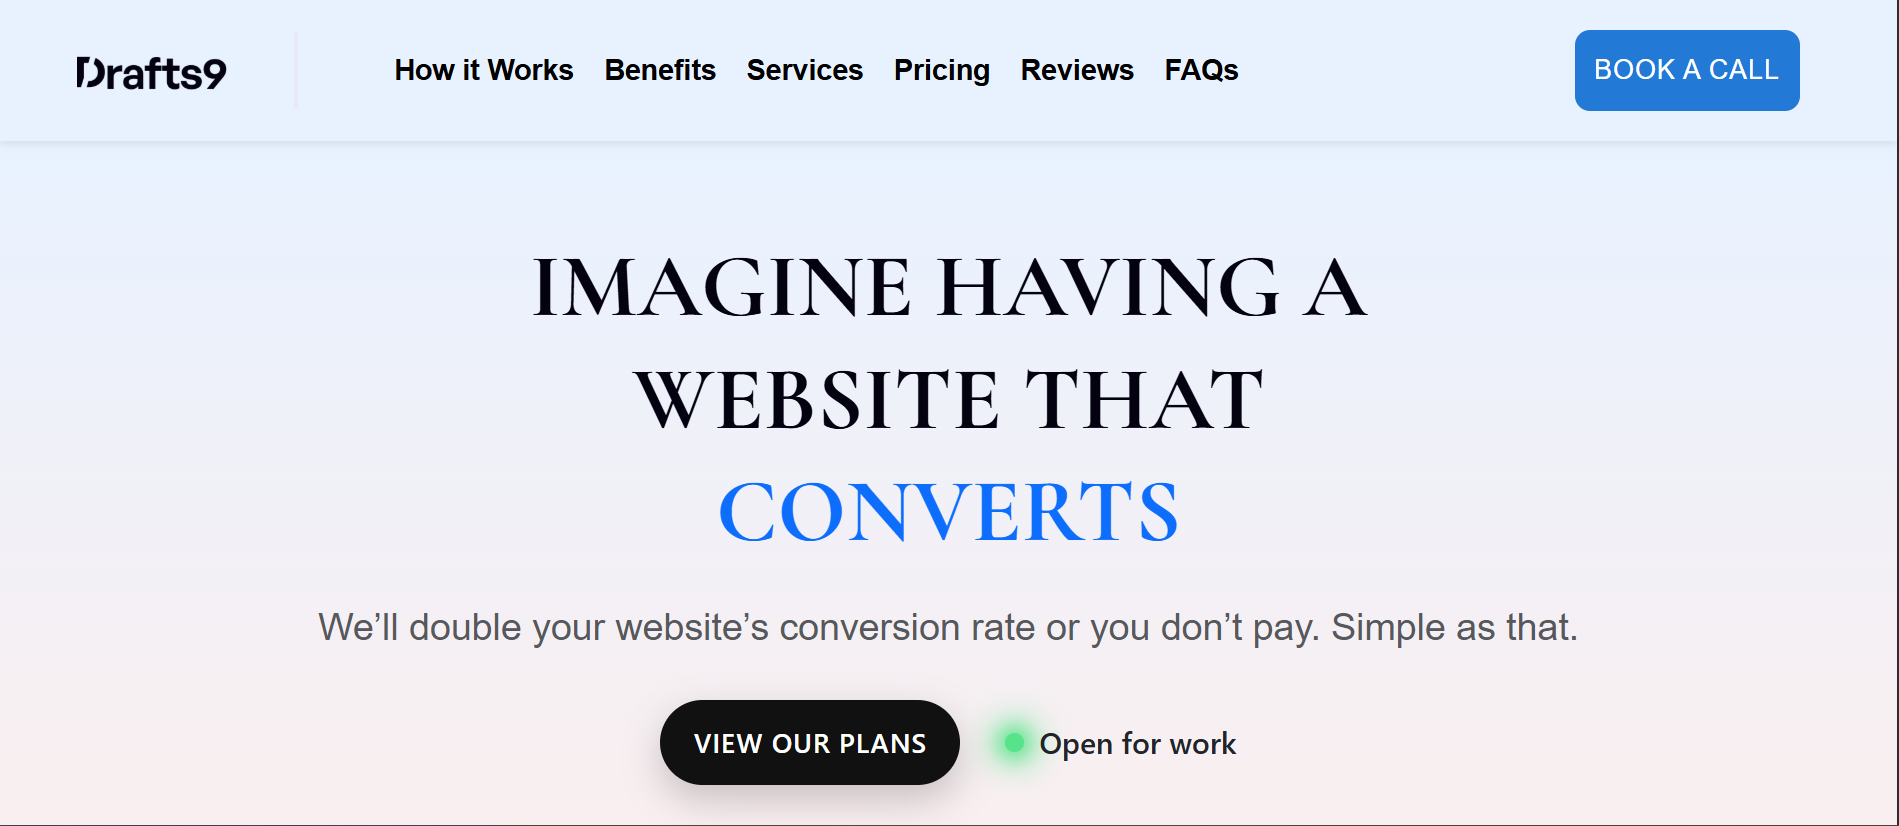 Drafts9
How it Works Benefits Services Pricing Reviews FAQs
BOOK A CALL
IMAGINE HAVING A
WEBSITE THAT
CONVERTS
We’ll double your website’s conversion rate or you don’t pay. Simple as that.
VIEW OUR PLANS
Open for work